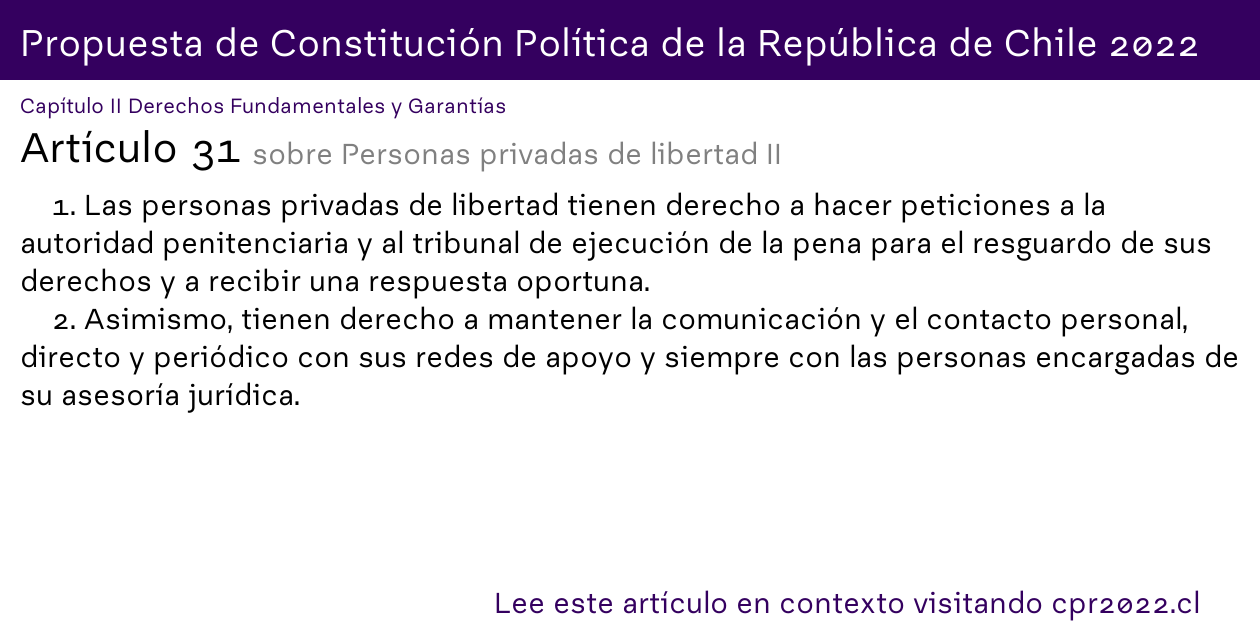 Propuesta de Constitución Política de la República de Chile 2022
Capítulo II Derechos Fundamentales y Garantías
Artículo 31 sobre Personas privadas de libertad II
1. Las personas privadas de libertad tienen derecho a hacer peticiones a la
autoridad penitenciaria y al tribunal de ejecución de la pena para el resguardo de sus
derechos y a recibir una respuesta oportuna.
2. Asimismo, tienen derecho a mantener la comunicación y el contacto personal,
directo y periódico con sus redes de apoyo y siempre con las personas encargadas de
su asesoría jurídica.
Lee este artículo en contexto visitando cpr2022.cl